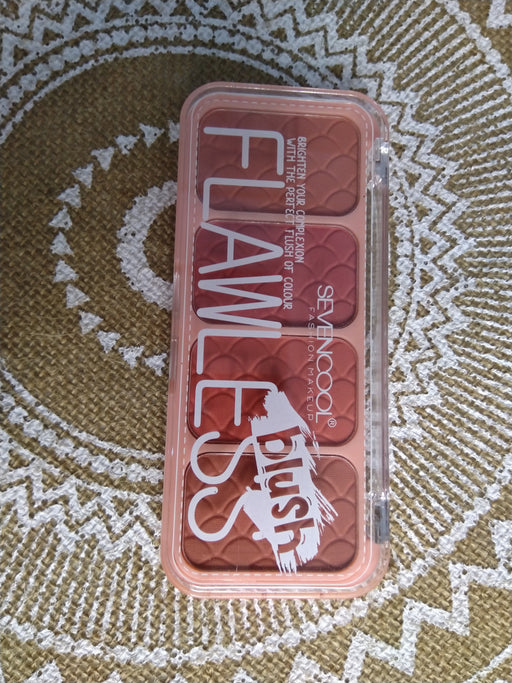 SEVENCOOL®
FASHION MAKEUP
BRIGHTEN YOUR COMPLEXION
WITH THE PERFECT FLUSH OF COLOUR
FLAWLESS
blush